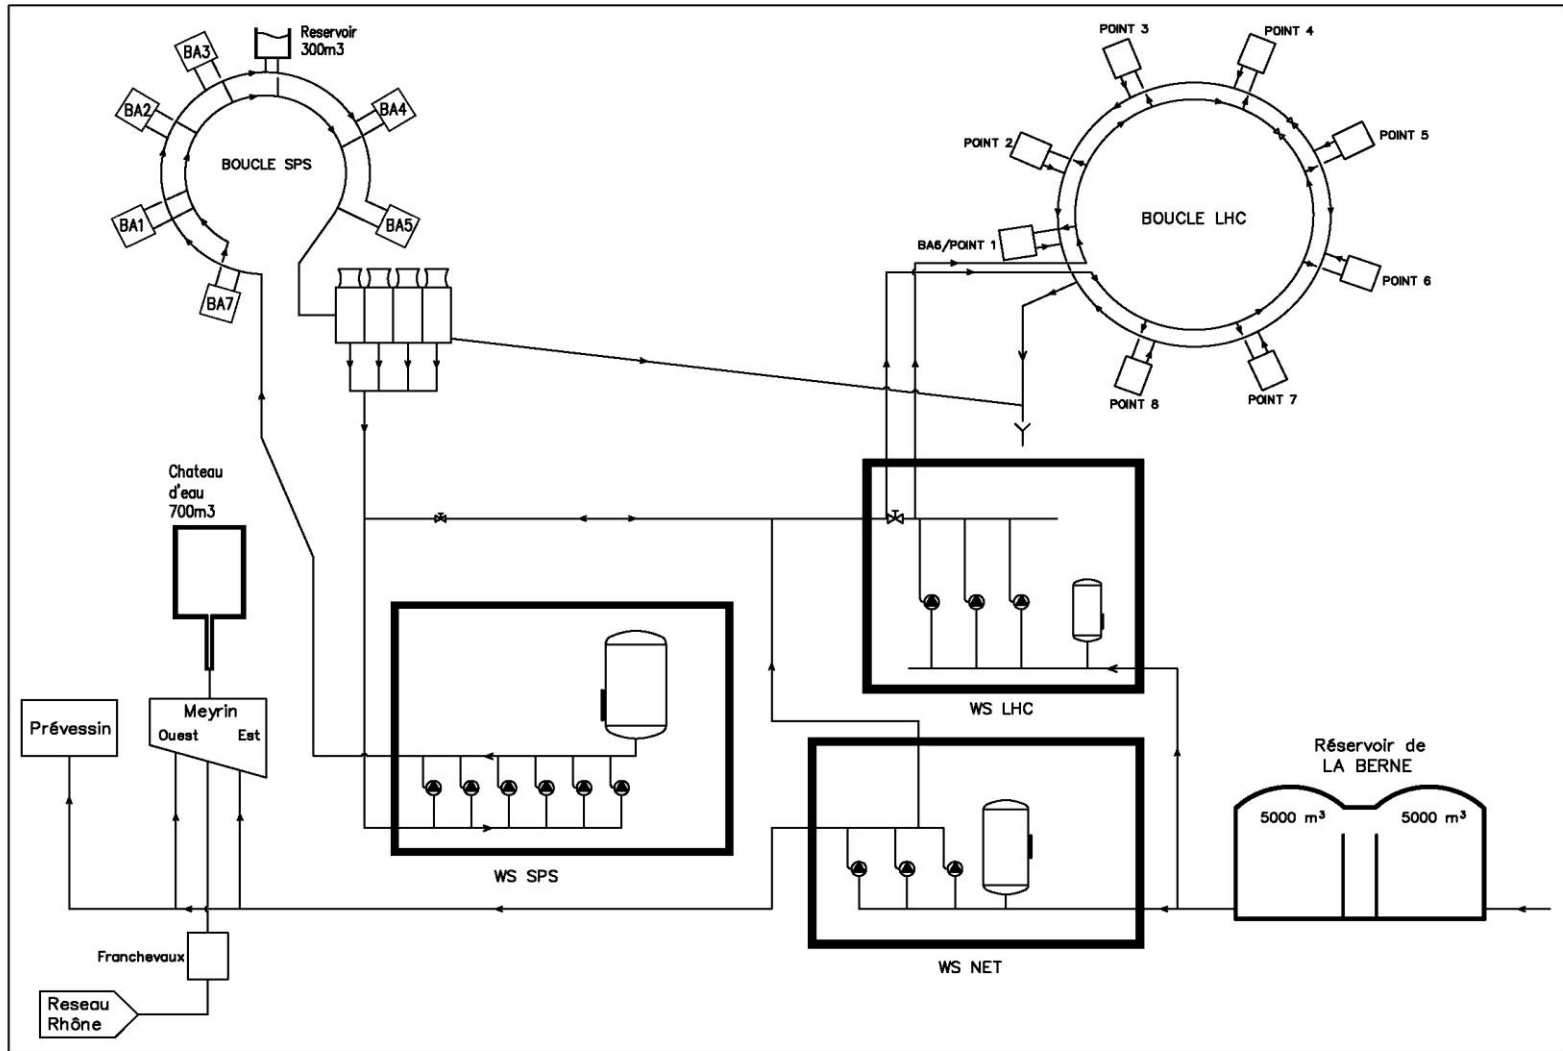 Reservoir
300m3
BA3
BA2
BA4
BOUCLE SPS
BA1
BA5
BA7
POINT 3
POINT 4
POINT 2
POINT 5
BOUCLE LHC
BA6/POINT 1
POINT 6
POINT 8
POINT 7
Chateau
d'eau
700m3
WS LHC
Prévessin
Meyrin
Ouest
Est
Réservoir de
LA BERNE
5000 m³
5000 m³
WS SPS
Franchevaux
WS NET
Reseau
Rhône